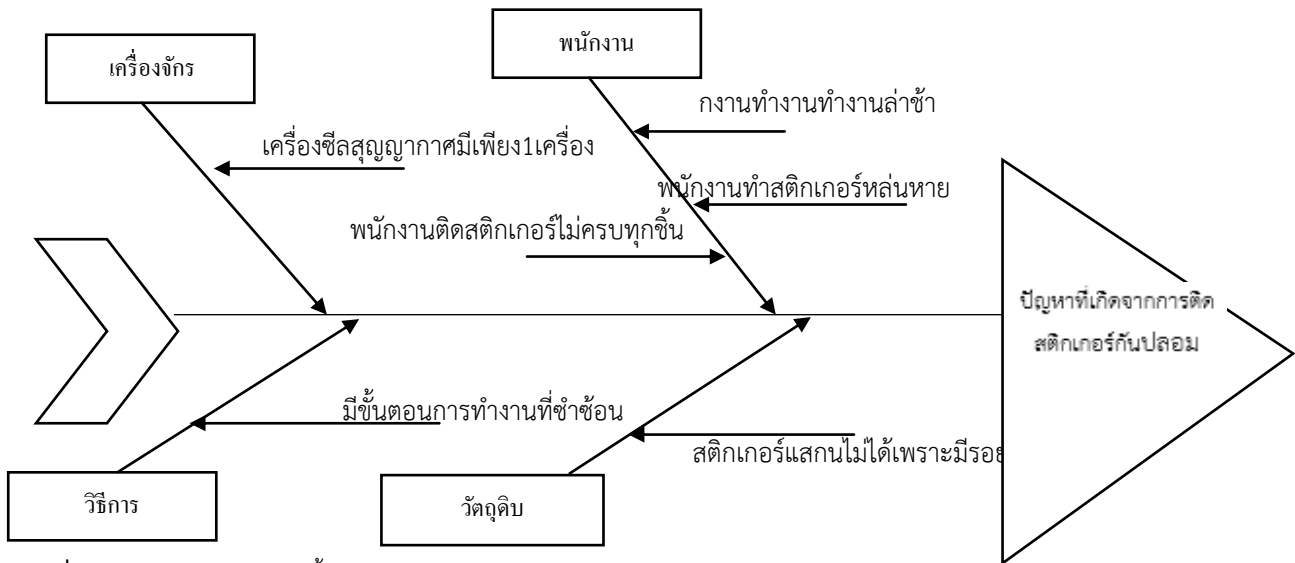 พนักงาน
เครื่องจักร
กงานทำงานทำงานล่าช้า
เครื่องซีลสุญญากาศมีเพียง1เครื่อง
พนักงานทำสติกเกอร์หล่นหาย
พนักงานติดสติกเกอร์ไม่ครบทุกชิ้น
ปัญหาที่เกิดจากการติด
สติกเกอร์กันปลอม
มีขั้นตอนการทำงานที่ซ้ำซ้อน
สติกเกอร์แสกนไม่ได้เพราะมีรอย
วิธีการ
วัตถุดิบ